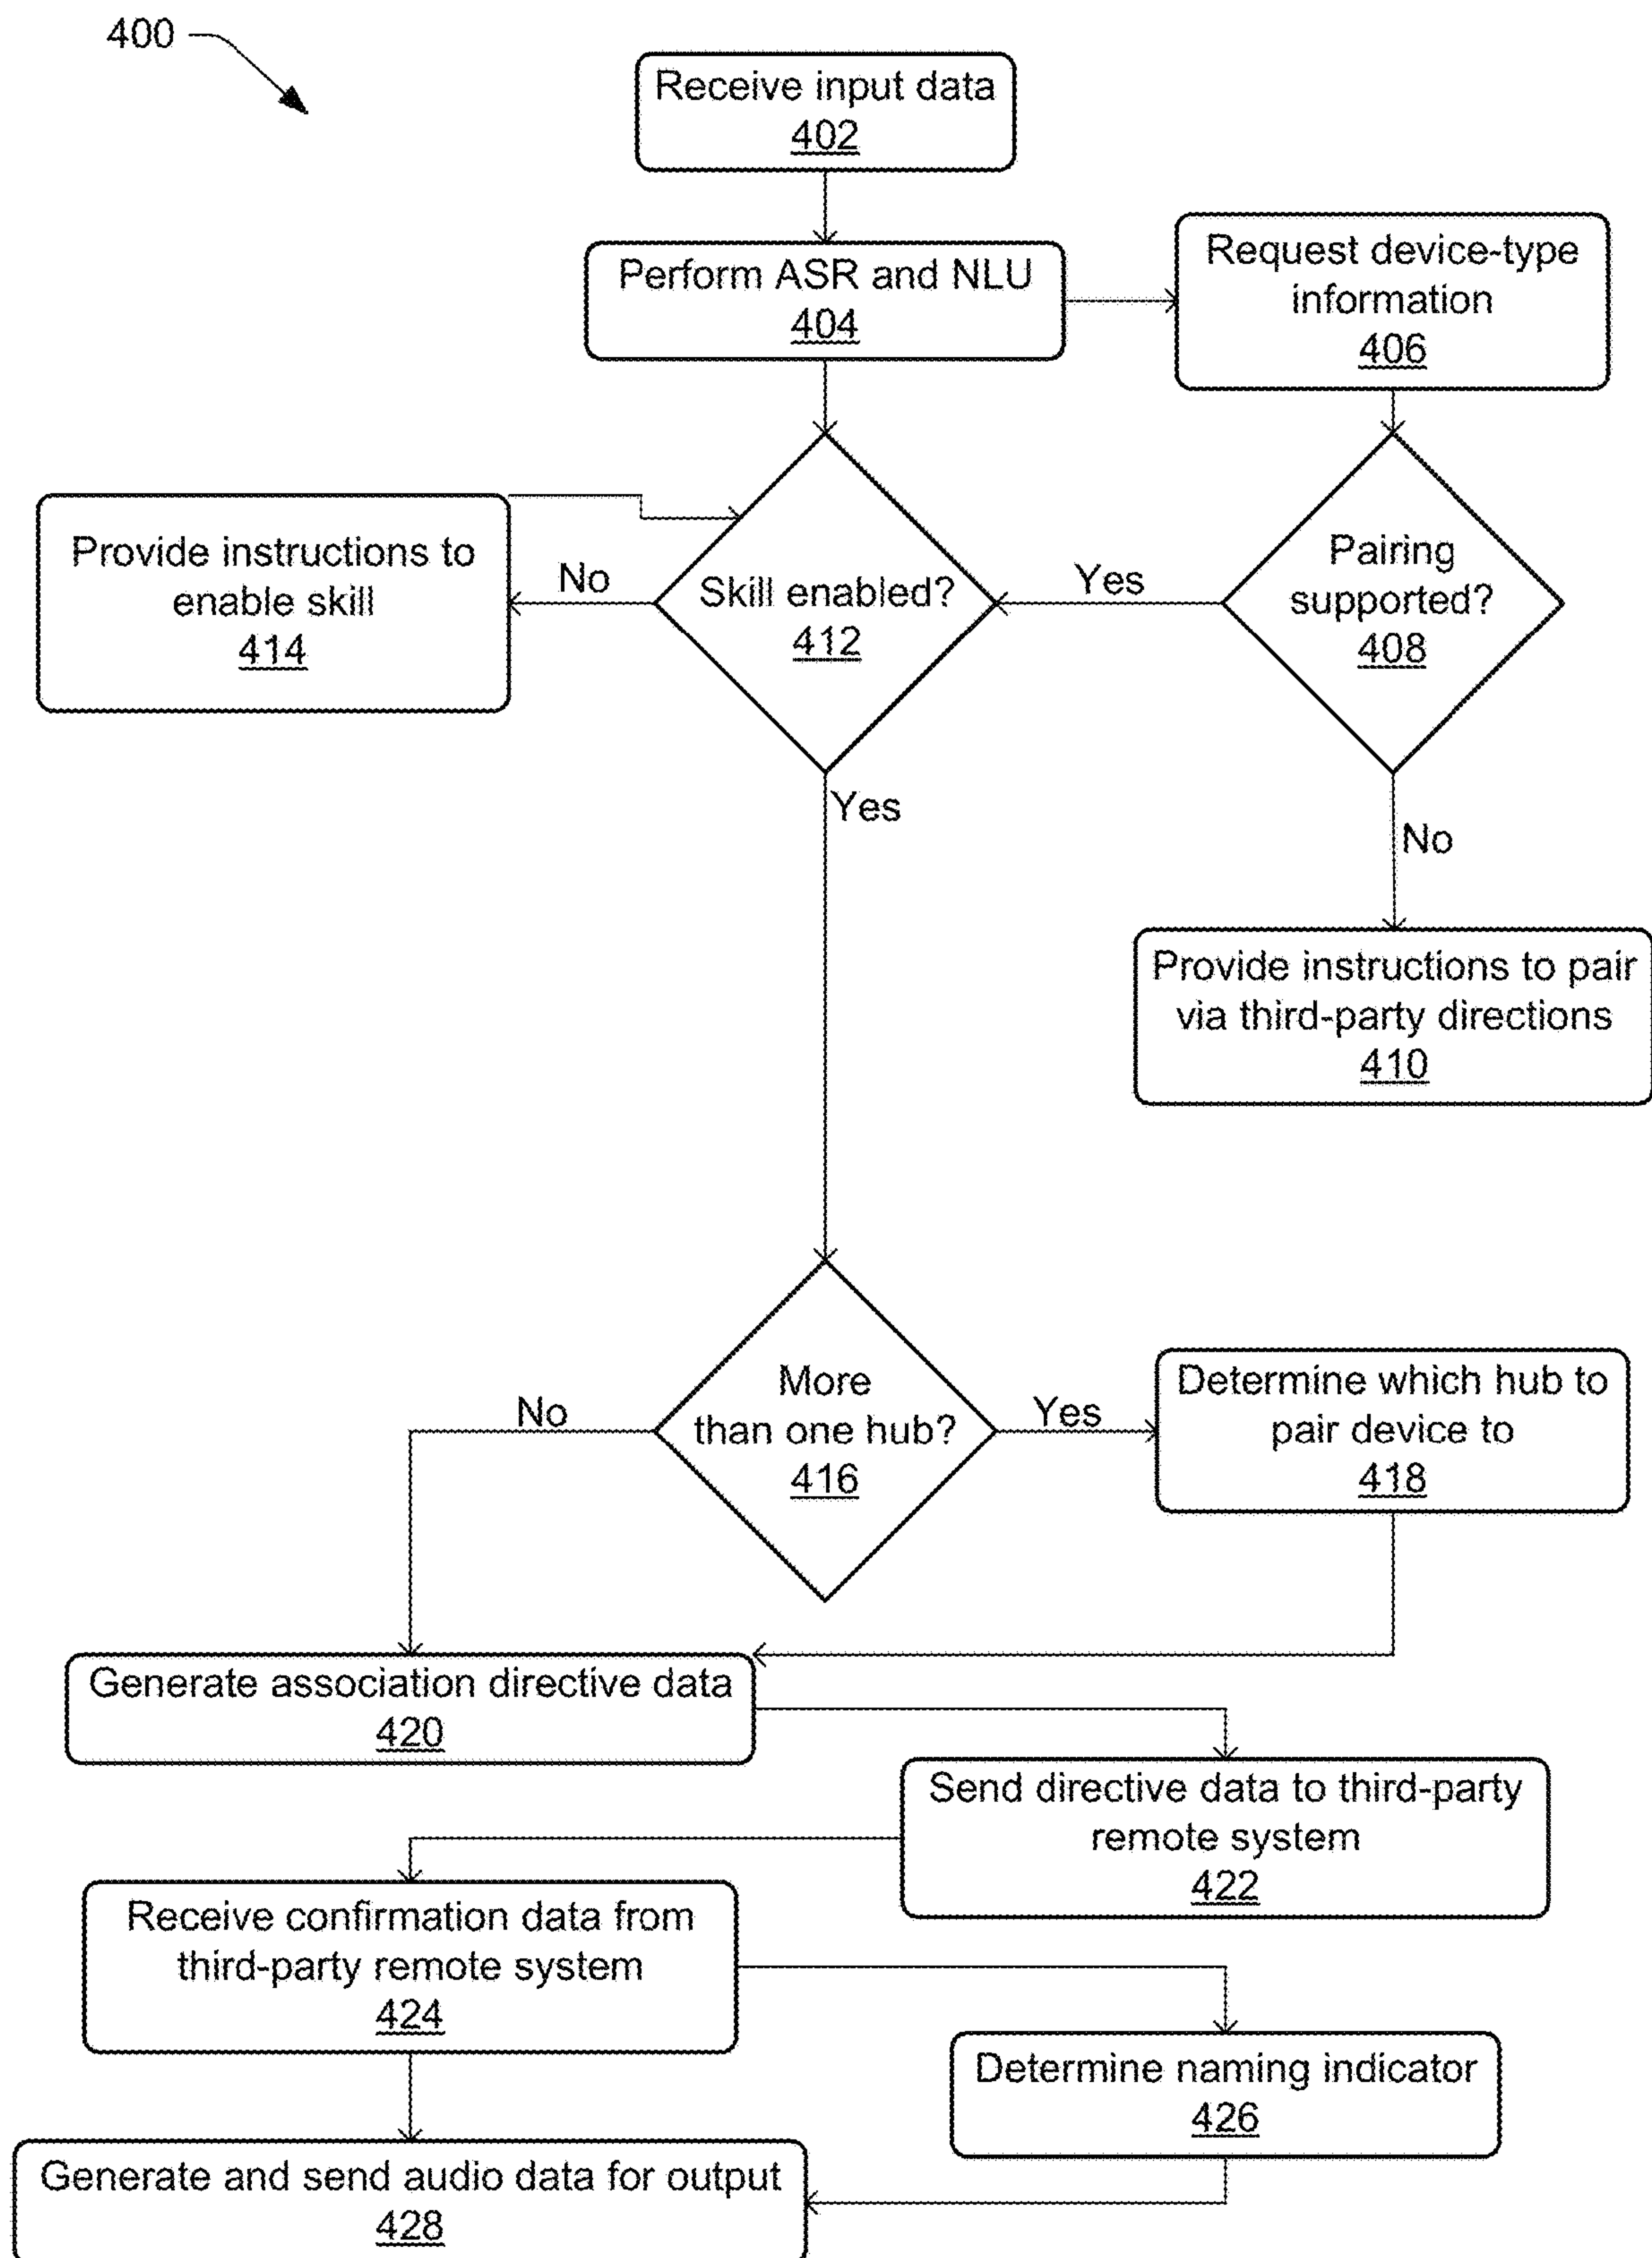 400
Receive input data
402
Perform ASR and NLU
404
Request device-type
information
406
Pairing
supported?
408
Yes
No
Provide instructions to pair
via third-party directions
410
Skill enabled?
412
No
Provide instructions to
enable skill
414
Yes
More
than one hub?
416
No
Yes
Determine which hub to
pair device to
418
Generate association directive data
420
Send directive data to third-party
remote system
422
Receive confirmation data from
third-party remote system
424
Determine naming indicator
426
Generate and send audio data for output
428